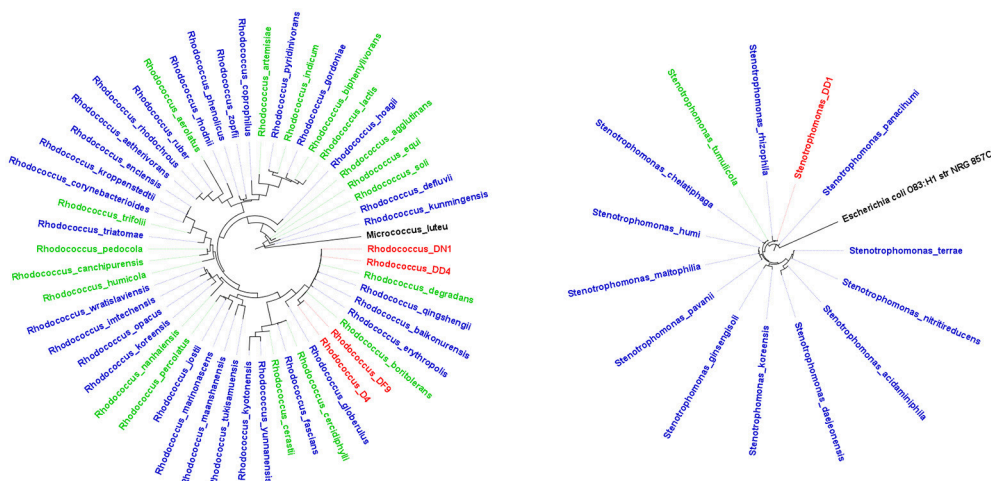 Rhodococcus_artemisiae
Rhodococcus_pyridinivorans
Rhodococcus_indicum
Rhodococcus_gordoniae
Rhodococcus_biphenylivorans
Rhodococcus_lactis
Rhodococcus_hoagii
Rhodococcus_agglutinans
Rhodococcus_equi
Rhodococcus_soli
Rhodococcus_defluvii
Rhodococcus_kunmingensis
Micrococcus_luteu
Rhodococcus_DN1
Rhodococcus_DD4
Rhodococcus_degradans
Rhodococcus_qingshengii
Rhodococcus_baikonurensis
Rhodococcus_erythropolis
Rhodococcus_boritolerans
Rhodococcus_DF9
Rhodococcus_D4
Rhodococcus_globerulus
Rhodococcus_cercidiphylli
Rhodococcus_fascians
Rhodococcus_cerastii
Rhodococcus_yunnanensis
Rhodococcus_kyotonensis
Rhodococcus_tukisamuensis
Rhodococcus_maanshanensis
Rhodococcus_marinonascens
Rhodococcus_jostii
Rhodococcus_percolatus
Rhodococcus_nanhaiensis
Rhodococcus_koreensis
Rhodococcus_opacus
Rhodococcus_imtechensis
Rhodococcus_wratislaviensis
Rhodococcus_humicola
Rhodococcus_canchipurensis
Rhodococcus_pedocola
Rhodococcus_triatomae
Rhodococcus_trifolii
Rhodococcus_corynebacterioides
Rhodococcus_kroppenstedtii
Rhodococcus_enclensis
Rhodococcus_aetherivorans
Rhodococcus_rhodochrous
Rhodococcus_ruber
Rhodococcus_aerolatus
Rhodococcus_rhodnii
Rhodococcus_phenolicus
Rhodococcus_zopfii
Rhodococcus_coprophilus
Stenotrophomonas_rhizophila
Stenotrophomonas_DD1
Stenotrophomonas_panacihumi
Escherichia coli O83:H1 str NRG 857C
Stenotrophomonas_terrae
Stenotrophomonas_nitritireducens
Stenotrophomonas_acidaminiphila
Stenotrophomonas_daejeonensis
Stenotrophomonas_koreensis
Stenotrophomonas_ginsengisoli
Stenotrophomonas_pavanii
Stenotrophomonas_maltophilia
Stenotrophomonas_humi
Stenotrophomonas_chelatiphaga
Stenotrophomonas_tumulicola